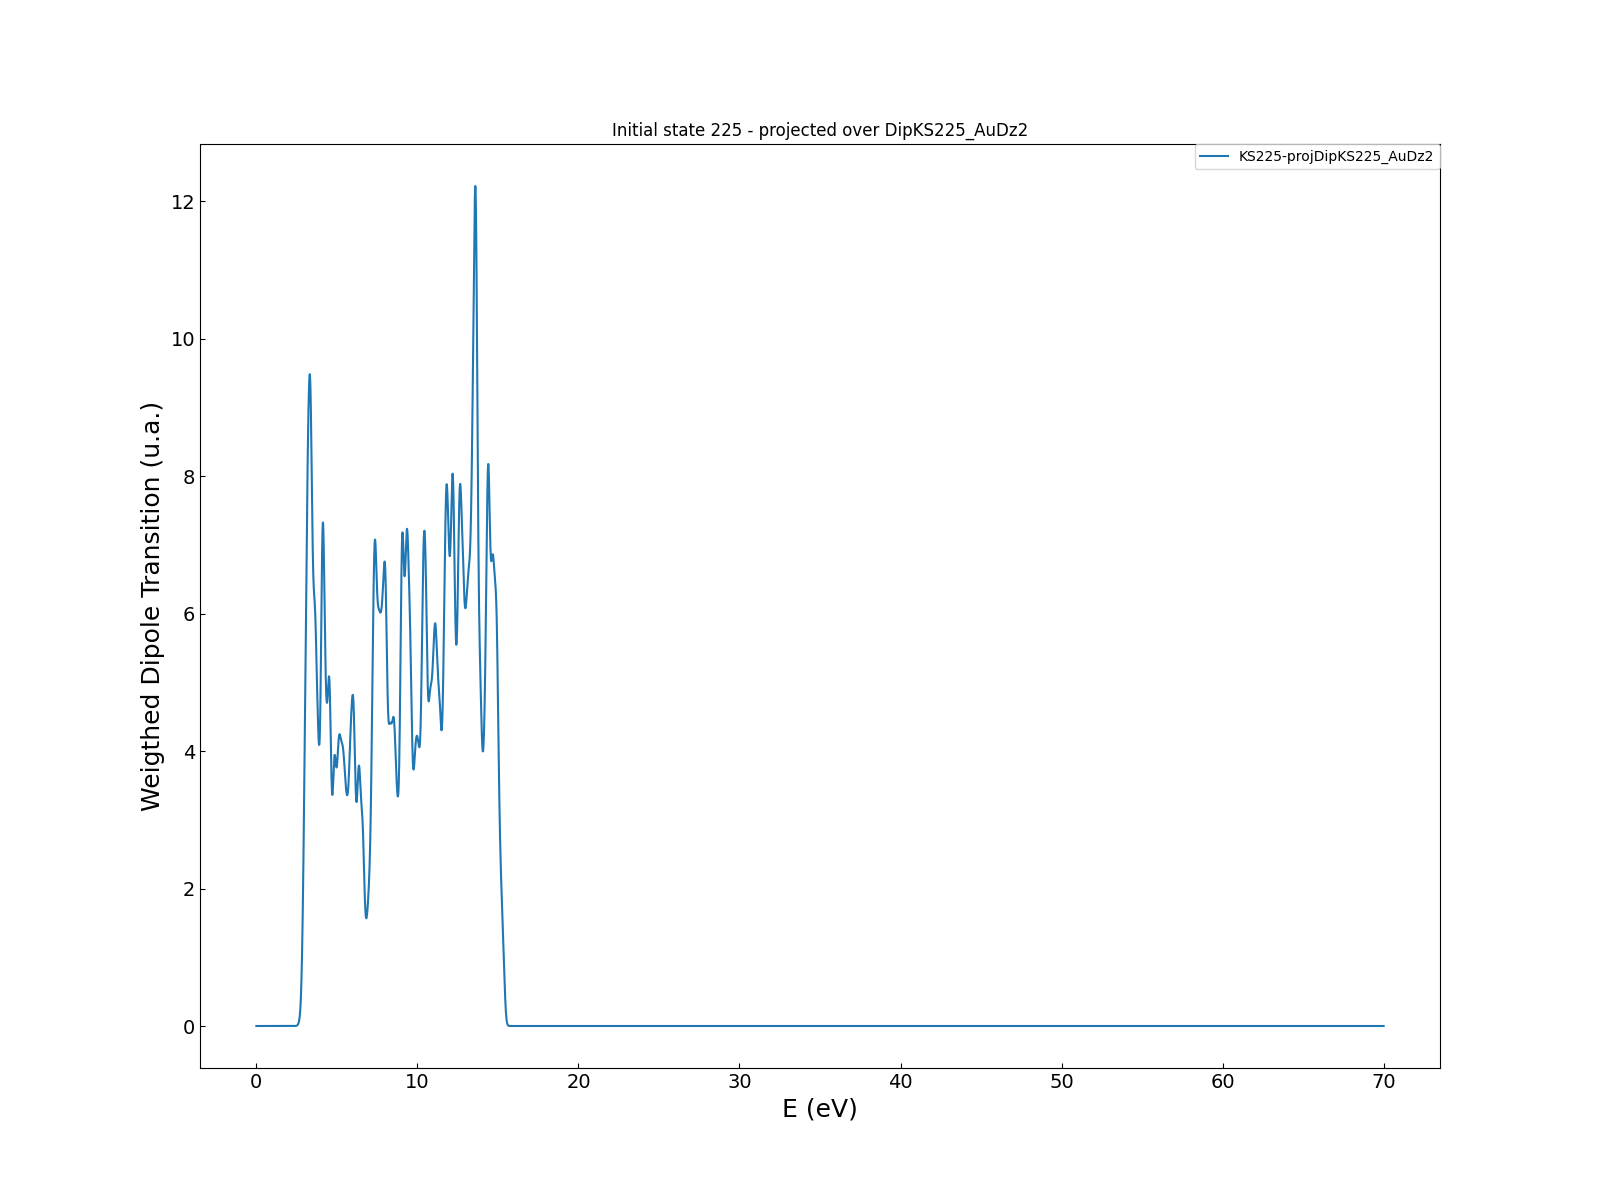 Initial state 225 - projected over DipKS225_AuDz2
KS225-projDipKS225_AuDz2
Weigthed Dipole Transition (u.a.)
12
10
8
6
4
2
0
0 10 20 30 40 50 60 70
E (eV)